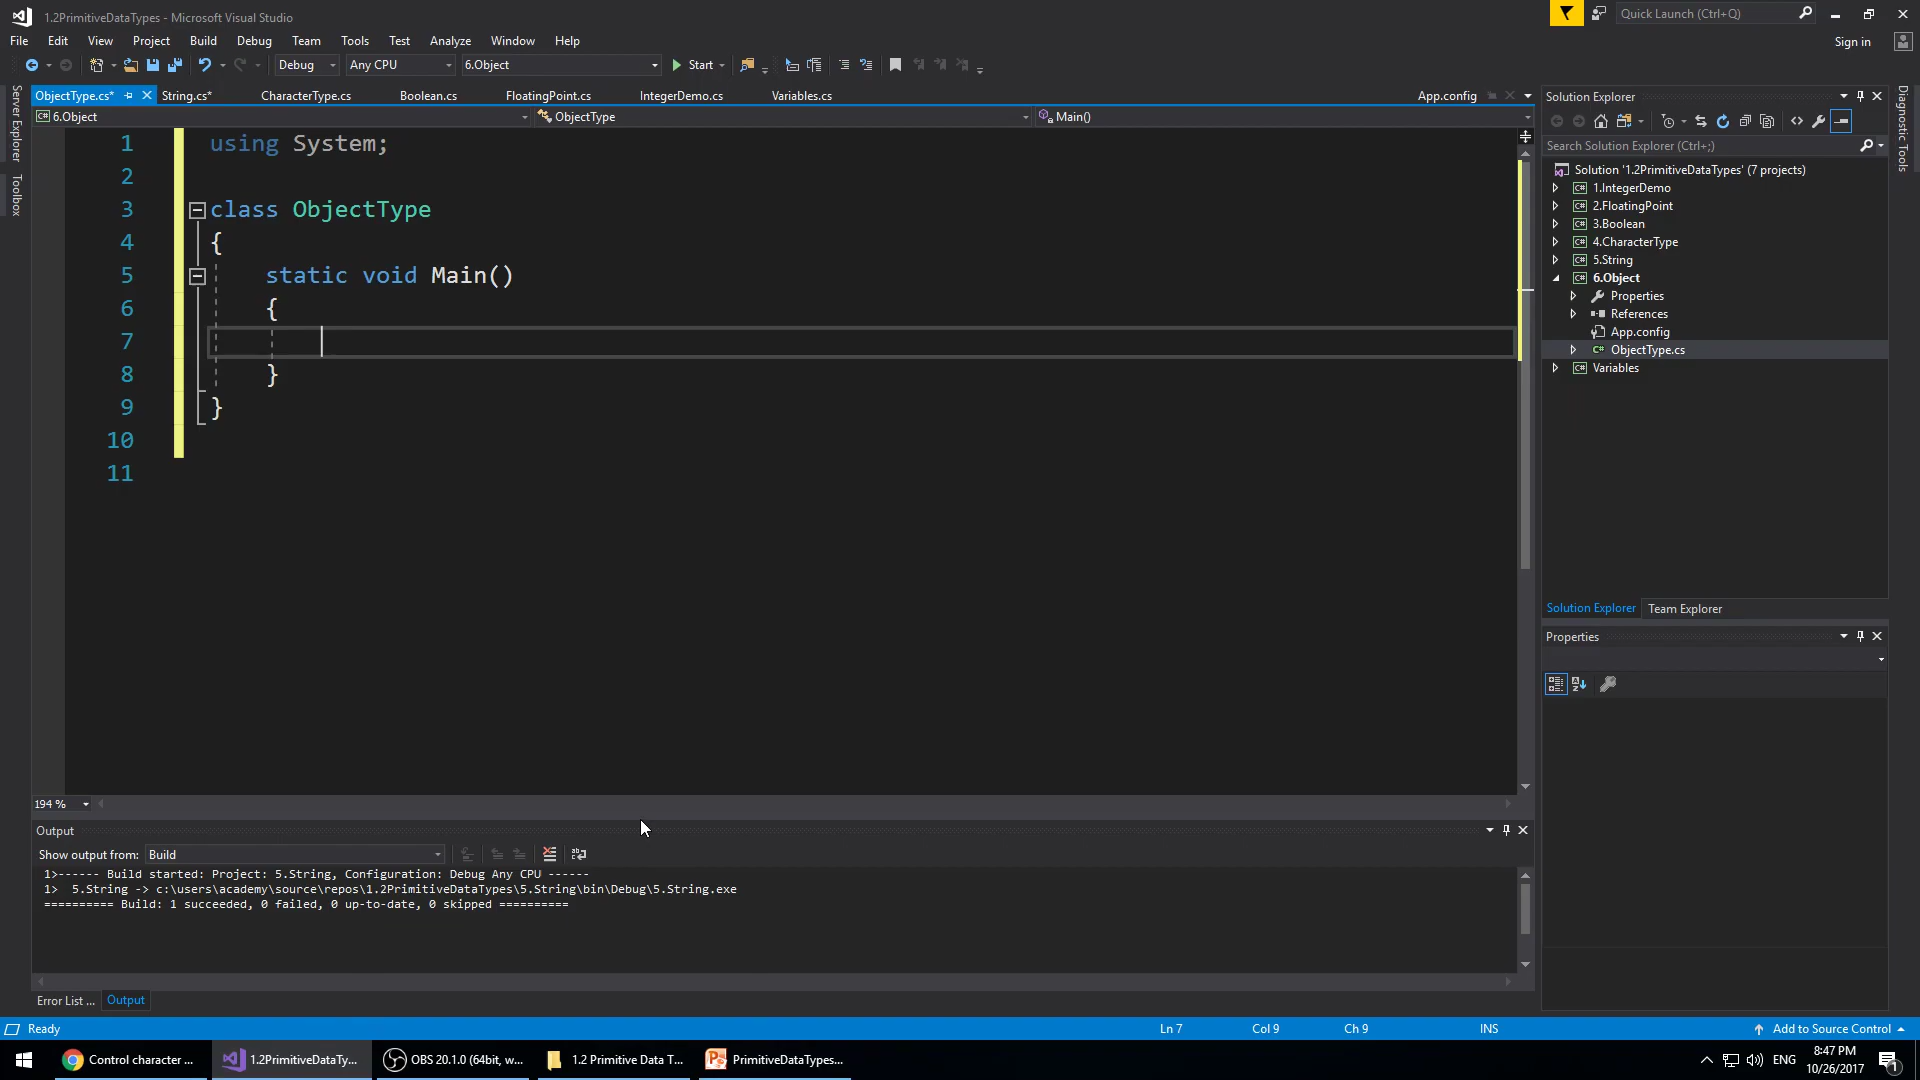 1.2PrimitiveDataTypes - Microsoft Visual Studio
Quick Launch (Ctrl+Q)
File Edit View Project Build Debug Team Tools Test Analyze Window Help
Sign in
Debug Any CPU 6.Object Start
ObjectType.cs* String.cs* CharacterType.cs Boolean.cs FloatingPoint.cs IntegerDemo.cs Variables.cs App.config
6.Object ObjectType Main()
Server Explorer
Toolbox
1 using System;
2
3 class ObjectType
4 {
5 static void Main()
6 {
7
8 }
9 }
10
11
194 %
Output
Show output from: Build
1>------ Build started: Project: 5.String, Configuration: Debug Any CPU ------
1> 5.String -> c:\users\academy\source\repos\1.2PrimitiveDataTypes\5.String\bin\Debug\5.String.exe
========== Build: 1 succeeded, 0 failed, 0 up-to-date, 0 skipped ==========
Error List ... Output
Solution Explorer
Search Solution Explorer (Ctrl+;)
Solution '1.2PrimitiveDataTypes' (7 projects)
C# 1.IntegerDemo
C# 2.FloatingPoint
C# 3.Boolean
C# 4.CharacterType
C# 5.String
C# 6.Object
Properties
References
App.config
C# ObjectType.cs
C# Variables
Solution Explorer Team Explorer
Properties
Diagnostic Tools
Ready Ln 7 Col 9 Ch 9 INS Add to Source Control
Control character ... 1.2PrimitiveDataTy... OBS 20.1.0 (64bit, w... 1.2 Primitive Data T... PrimitiveDataTypes... ENG 8:47 PM
10/26/2017
1